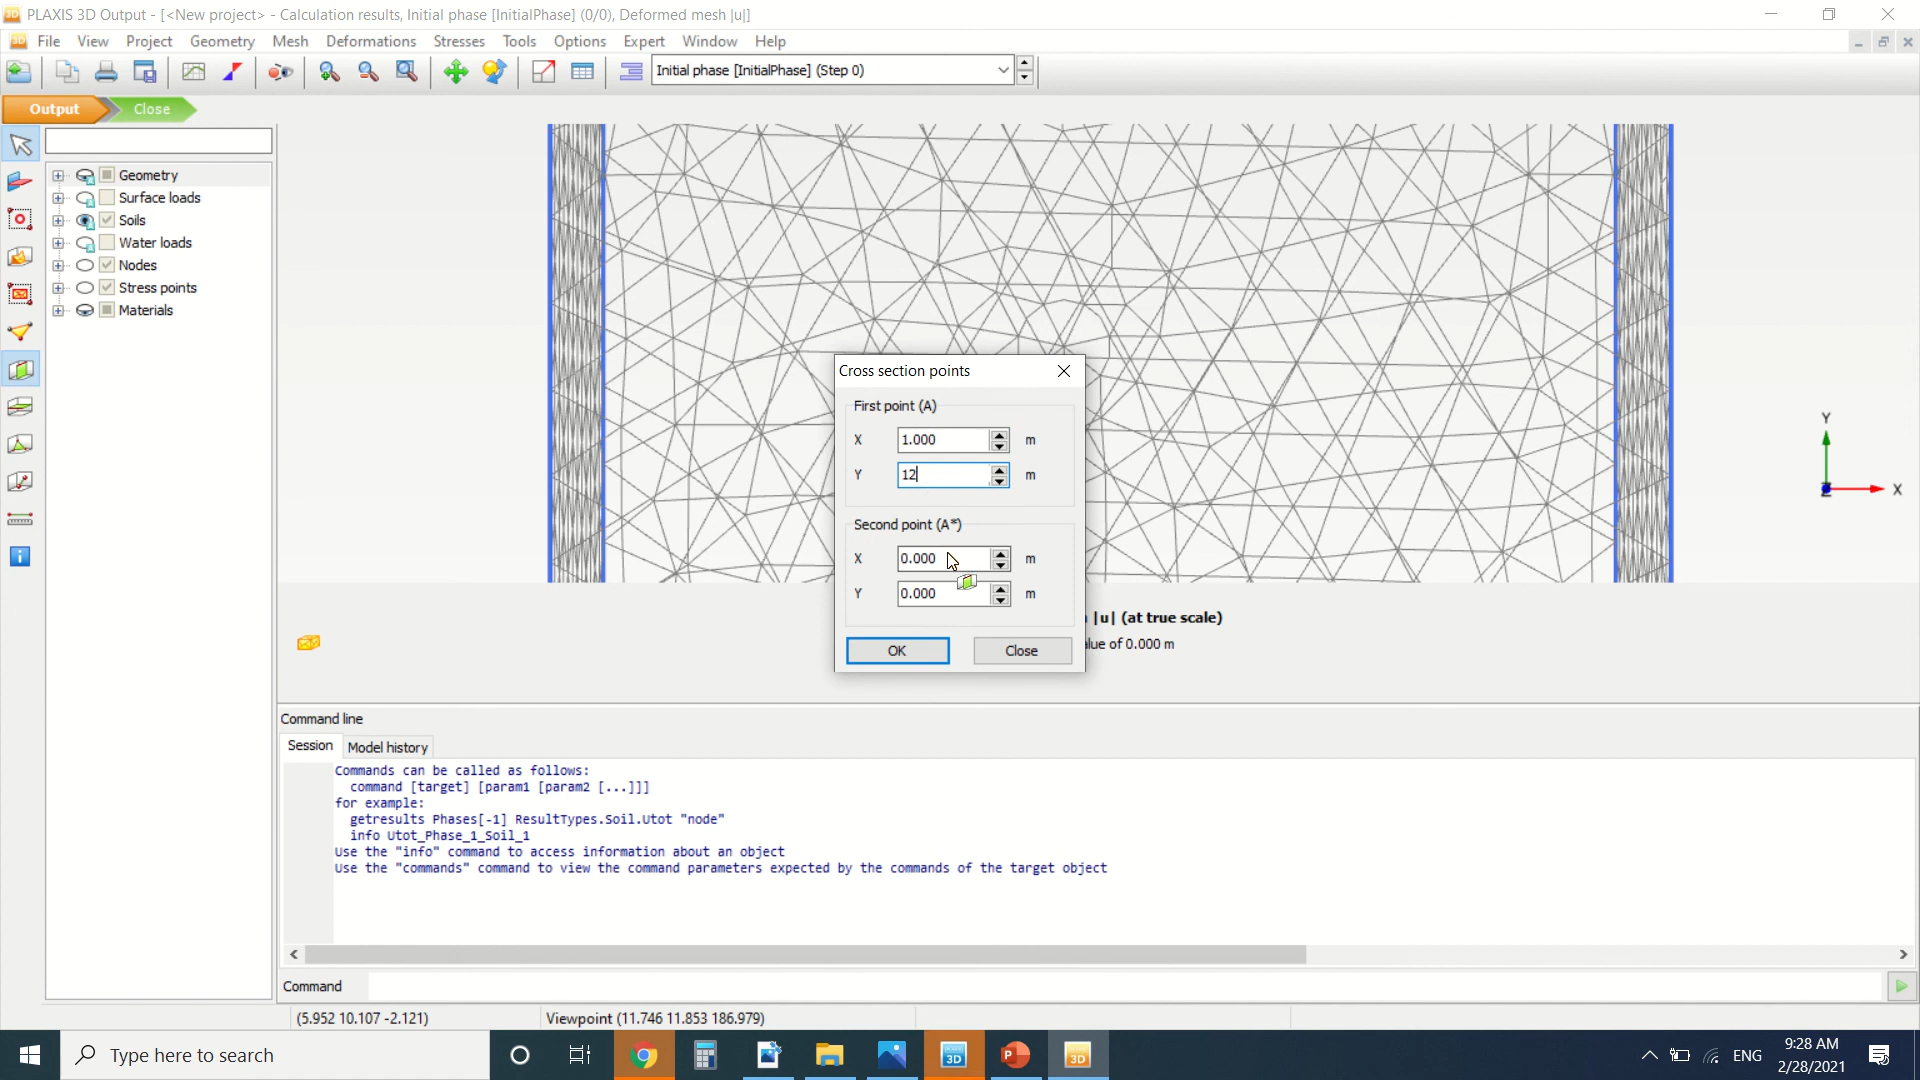 PLAXIS 3D Output - [<New project> - Calculation results, Initial phase [InitialPhase] (0/0), Deformed mesh |u|]
File View Project Geometry Mesh Deformations Stresses Tools Options Expert Window Help
Initial phase [InitialPhase] (Step 0)
Output Close
Geometry
Surface loads
Soils
Water loads
Nodes
Stress points
Materials
Cross section points
First point (A)
X 1.000 m
Y 12 m
Second point (A*)
X 0.000 m
Y 0.000 m
OK Close
Y
X
Z
|u| (at true scale)
lue of 0.000 m
Command line
Session Model history
Commands can be called as follows:
command [target] [param1 [param2 [...]]]
for example:
getresults Phases[-1] ResultTypes.Soil.Utot "node"
info Utot_Phase_1_Soil_1
Use the "info" command to access information about an object
Use the "commands" command to view the command parameters expected by the commands of the target object
Command
(5.952 10.107 -2.121) Viewpoint (11.746 11.853 186.979)
Type here to search
3D
3D
ENG
9:28 AM
2/28/2021